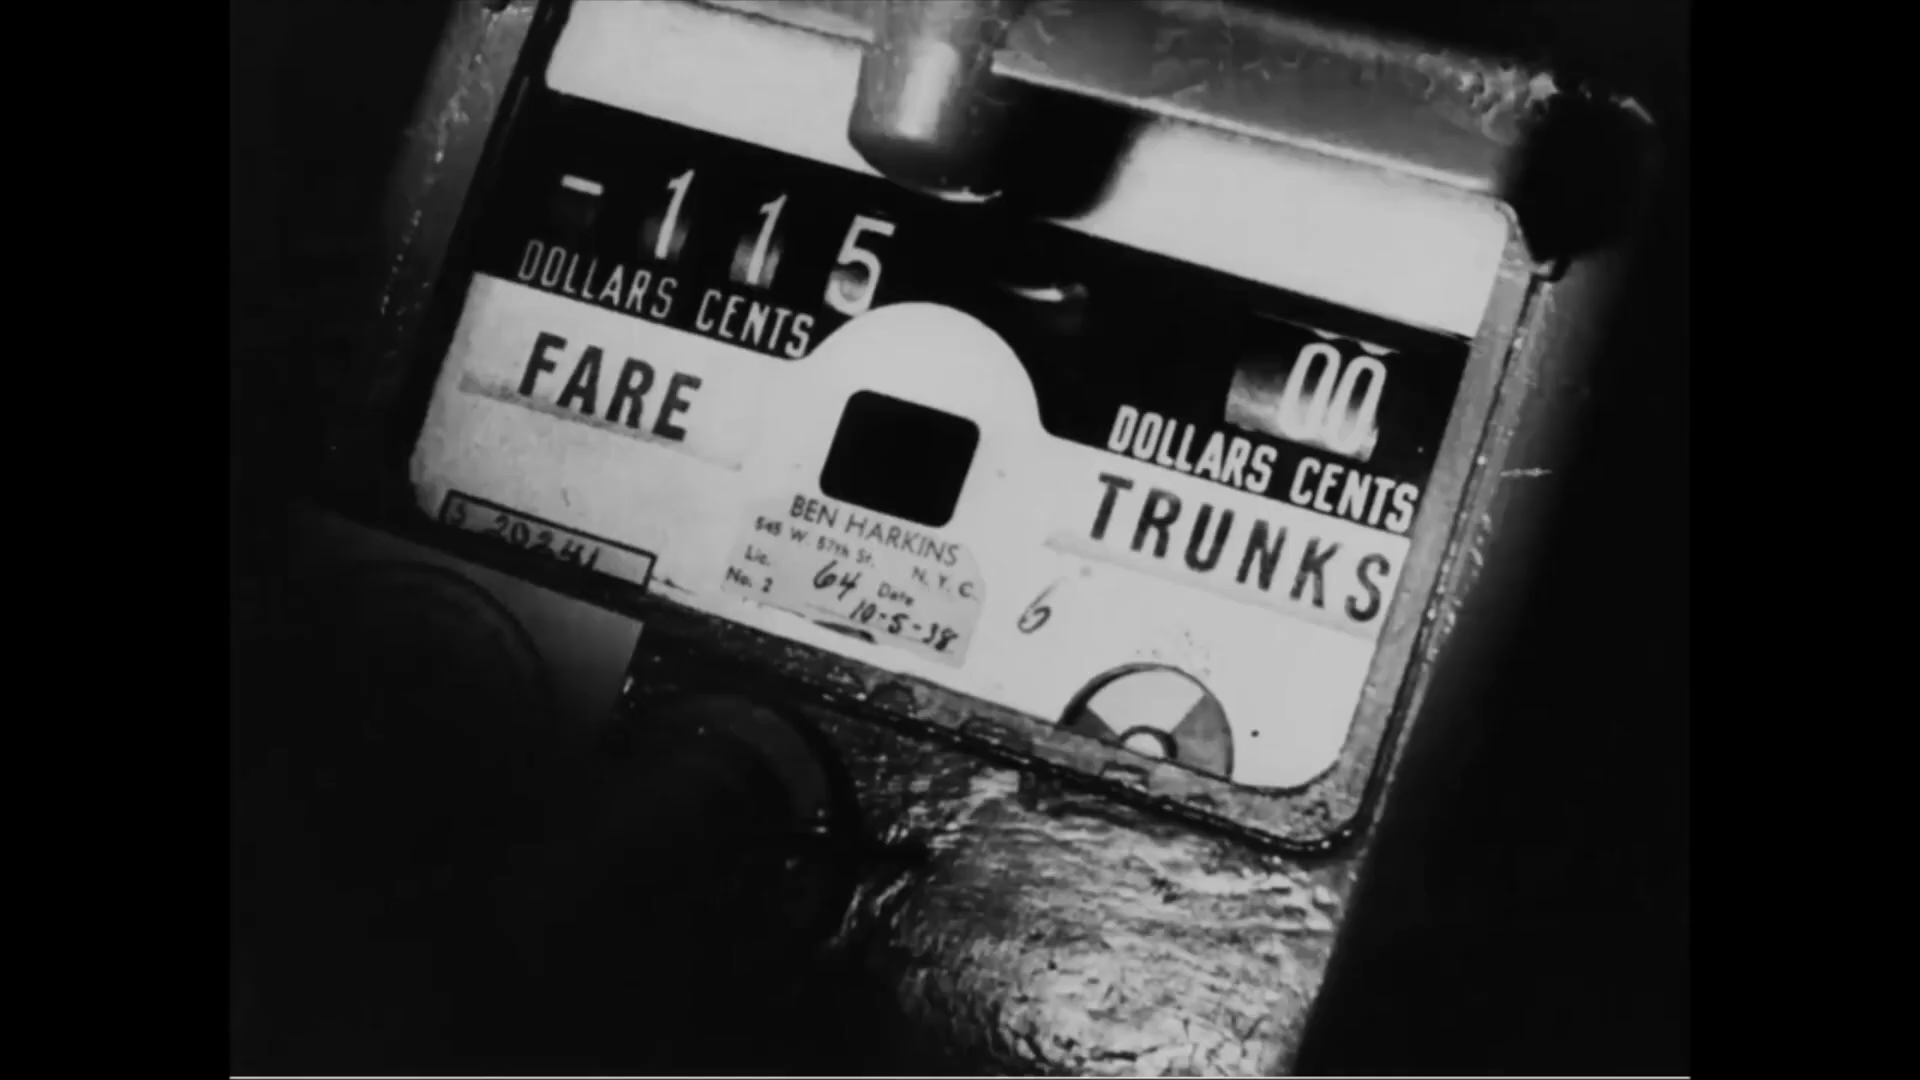 - 1 1 5
DOLLARS CENTS
FARE
00
DOLLARS CENTS
TRUNKS
20241
BEN HARKINS
545 W. 57th St. N.Y.C.
Lic. No. 2 64 Date
10-5-38
6